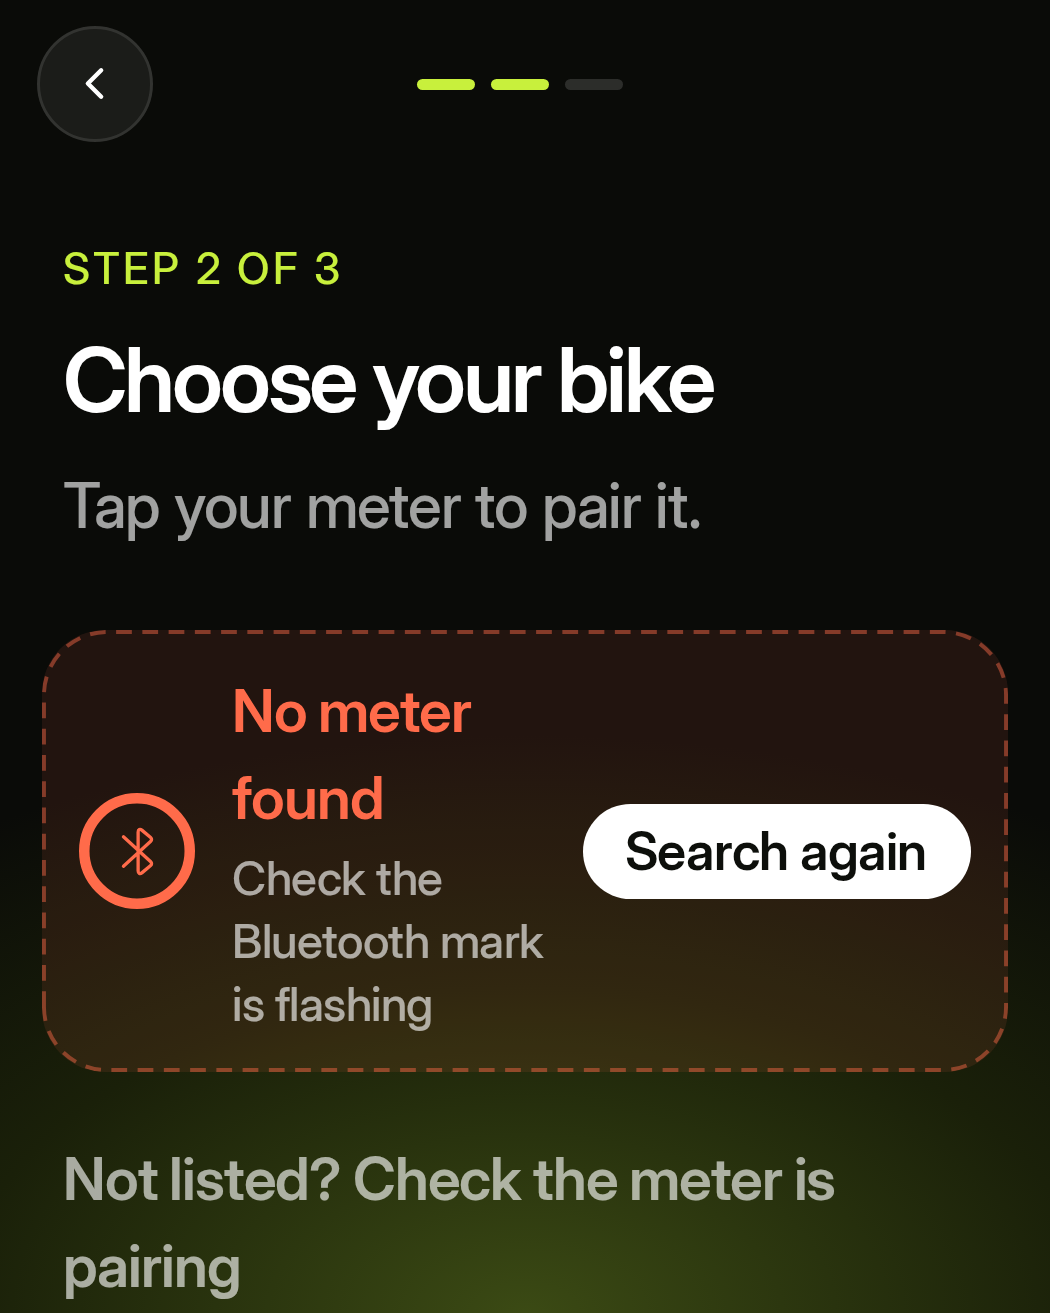 STEP 2 OF 3
Choose your bike
Tap your meter to pair it.
No meter
found
Check the
Bluetooth mark
is flashing
Search again
Not listed? Check the meter is
pairing